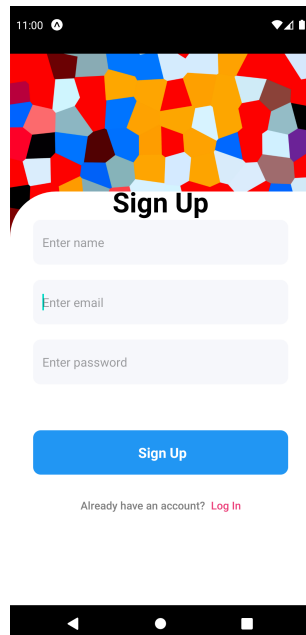 11:00
Sign Up
Enter name
Enter email
Enter password
Sign Up
Already have an account? Log In